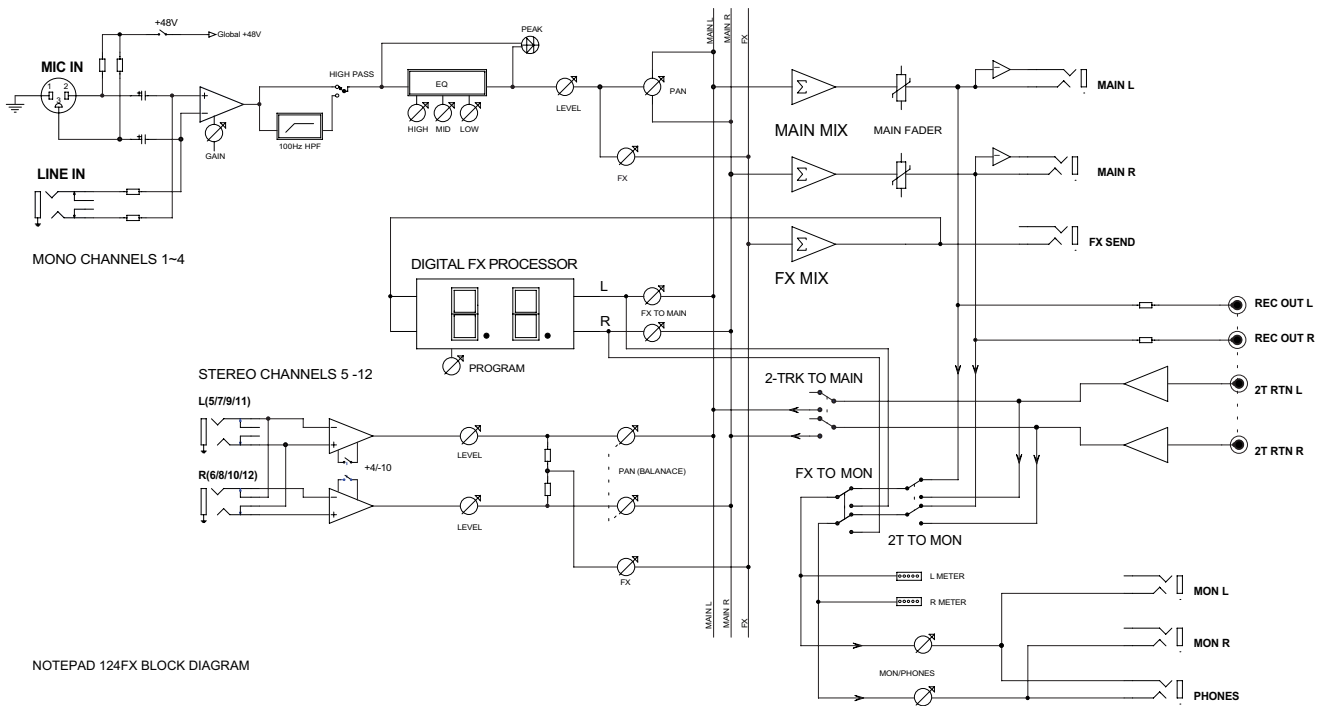 +48V
Global +48V
MIC IN
1 2
3
GAIN
LINE IN
MONO CHANNELS 1~4
100Hz HPF
HIGH PASS
EQ
HIGH MID LOW
PEAK
LEVEL
PAN
FX
MAIN L
MAIN R
FX
MAIN MIX
MAIN FADER
MAIN L
MAIN R
FX SEND
FX MIX
Σ
Σ
Σ
DIGITAL FX PROCESSOR
L
R
FX TO MAIN
PROGRAM
REC OUT L
REC OUT R
2-TRK TO MAIN
2T RTN L
2T RTN R
STEREO CHANNELS 5 -12
L(5/7/9/11)
R(6/8/10/12)
+4/-10
LEVEL
LEVEL
PAN (BALANACE)
FX
FX TO MON
2T TO MON
L METER
R METER
MAIN L
MAIN R
FX
MON/PHONES
MON L
MON R
PHONES
NOTEPAD 124FX BLOCK DIAGRAM